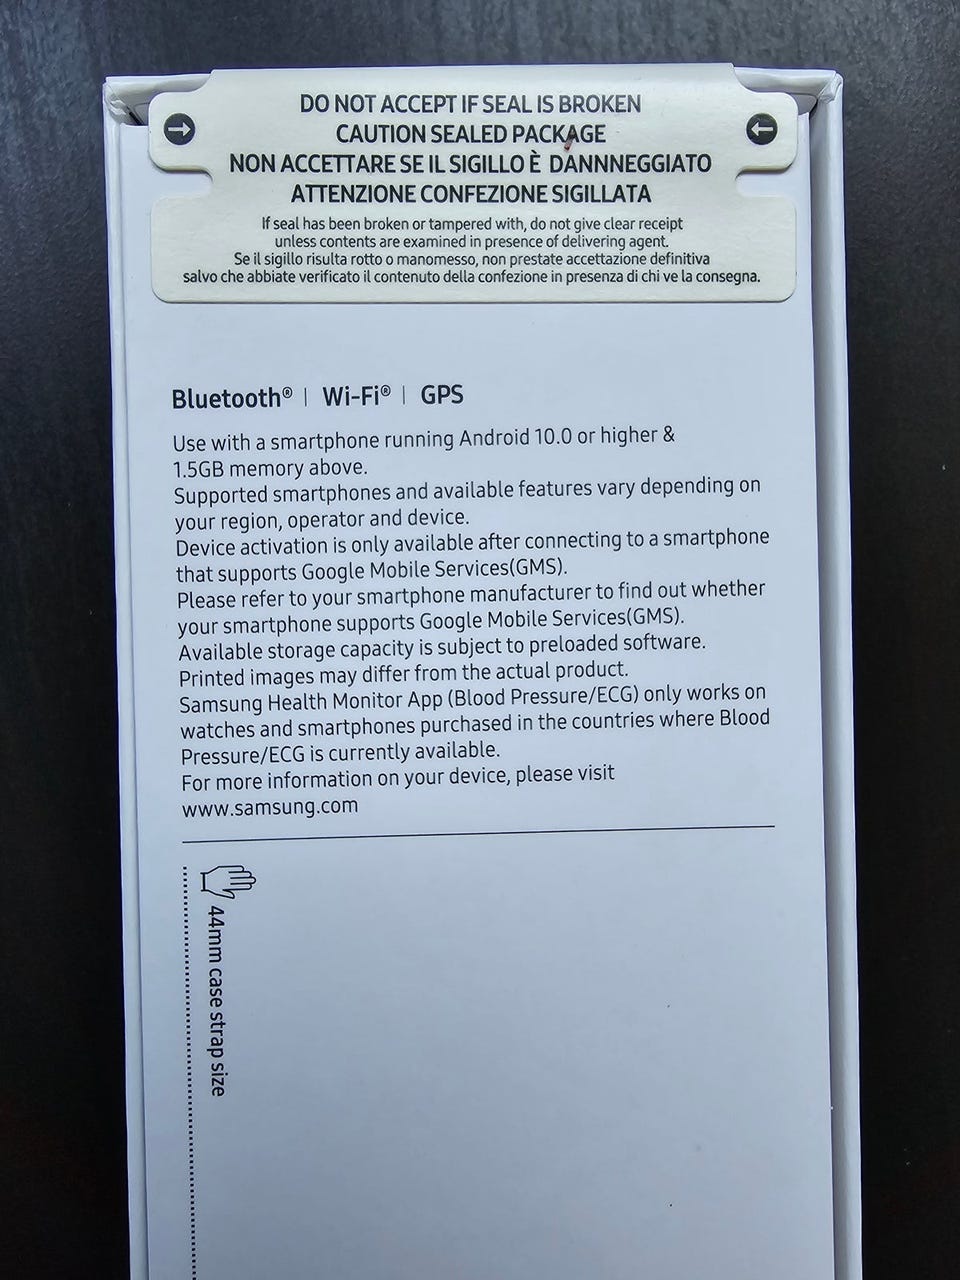 DO NOT ACCEPT IF SEAL IS BROKEN
CAUTION SEALED PACKAGE
NON ACCETTARE SE IL SIGILLO È DANNNEGGIATO
ATTENZIONE CONFEZIONE SIGILLATA
If seal has been broken or tampered with, do not give clear receipt
unless contents are examined in presence of delivering agent.
Se il sigillo risulta rotto o manomesso, non prestate accettazione definitiva
salvo che abbiate verificato il contenuto della confezione in presenza di chi ve la consegna.
Bluetooth® | Wi-Fi® | GPS
Use with a smartphone running Android 10.0 or higher &
1.5GB memory above.
Supported smartphones and available features vary depending on
your region, operator and device.
Device activation is only available after connecting to a smartphone
that supports Google Mobile Services(GMS).
Please refer to your smartphone manufacturer to find out whether
your smartphone supports Google Mobile Services(GMS).
Available storage capacity is subject to preloaded software.
Printed images may differ from the actual product.
Samsung Health Monitor App (Blood Pressure/ECG) only works on
watches and smartphones purchased in the countries where Blood
Pressure/ECG is currently available.
For more information on your device, please visit
www.samsung.com
44mm case strap size